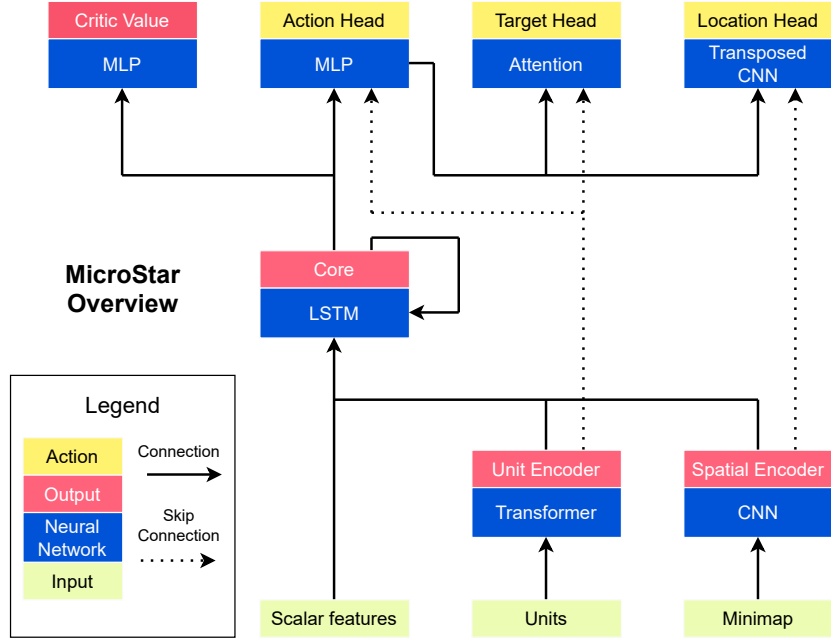 Critic Value
MLP
Action Head
MLP
Target Head
Attention
Location Head
Transposed
CNN
MicroStar
Overview
Core
LSTM
Legend
Action
Output
Neural
Network
Input
Connection
Skip
Connection
Unit Encoder
Transformer
Spatial Encoder
CNN
Scalar features
Units
Minimap